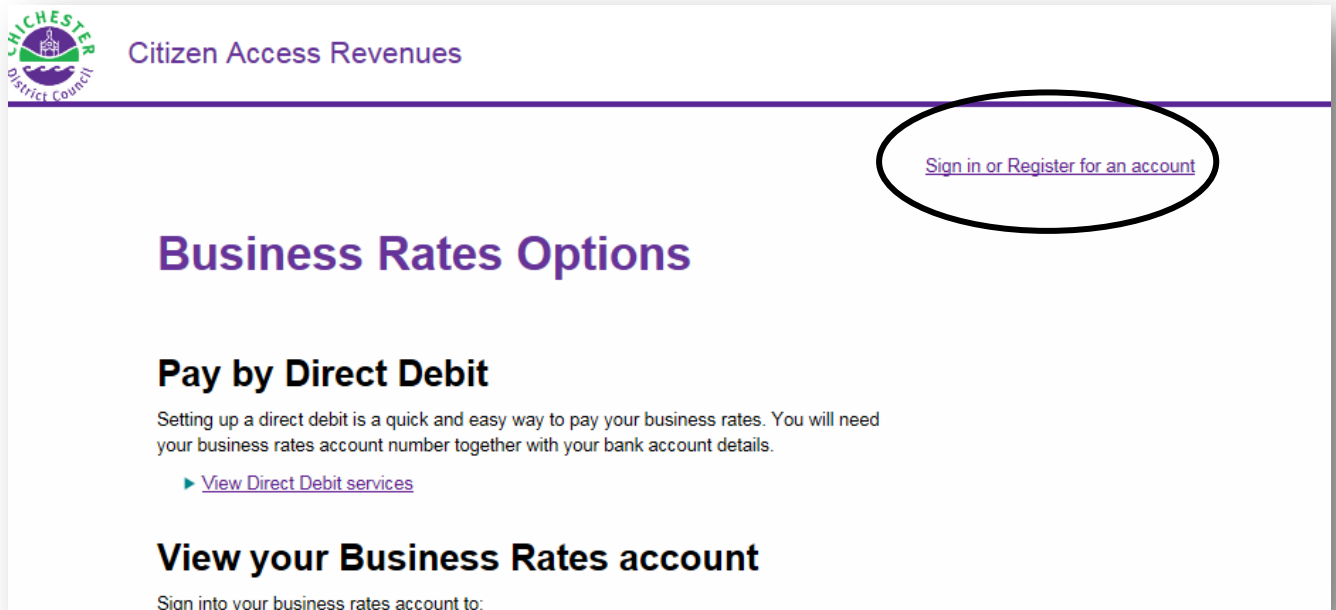 CHICHESTER
District Council
Citizen Access Revenues
Sign in or Register for an account
Business Rates Options
Pay by Direct Debit
Setting up a direct debit is a quick and easy way to pay your business rates. You will need
your business rates account number together with your bank account details.
View Direct Debit services
View your Business Rates account
Sign into your business rates account to: